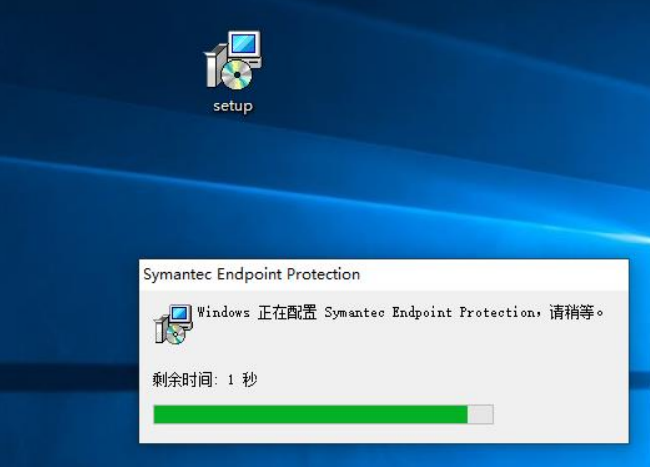 setup
Symantec Endpoint Protection
Windows 正在配置 Symantec Endpoint Protection，请稍等。
剩余时间: 1 秒